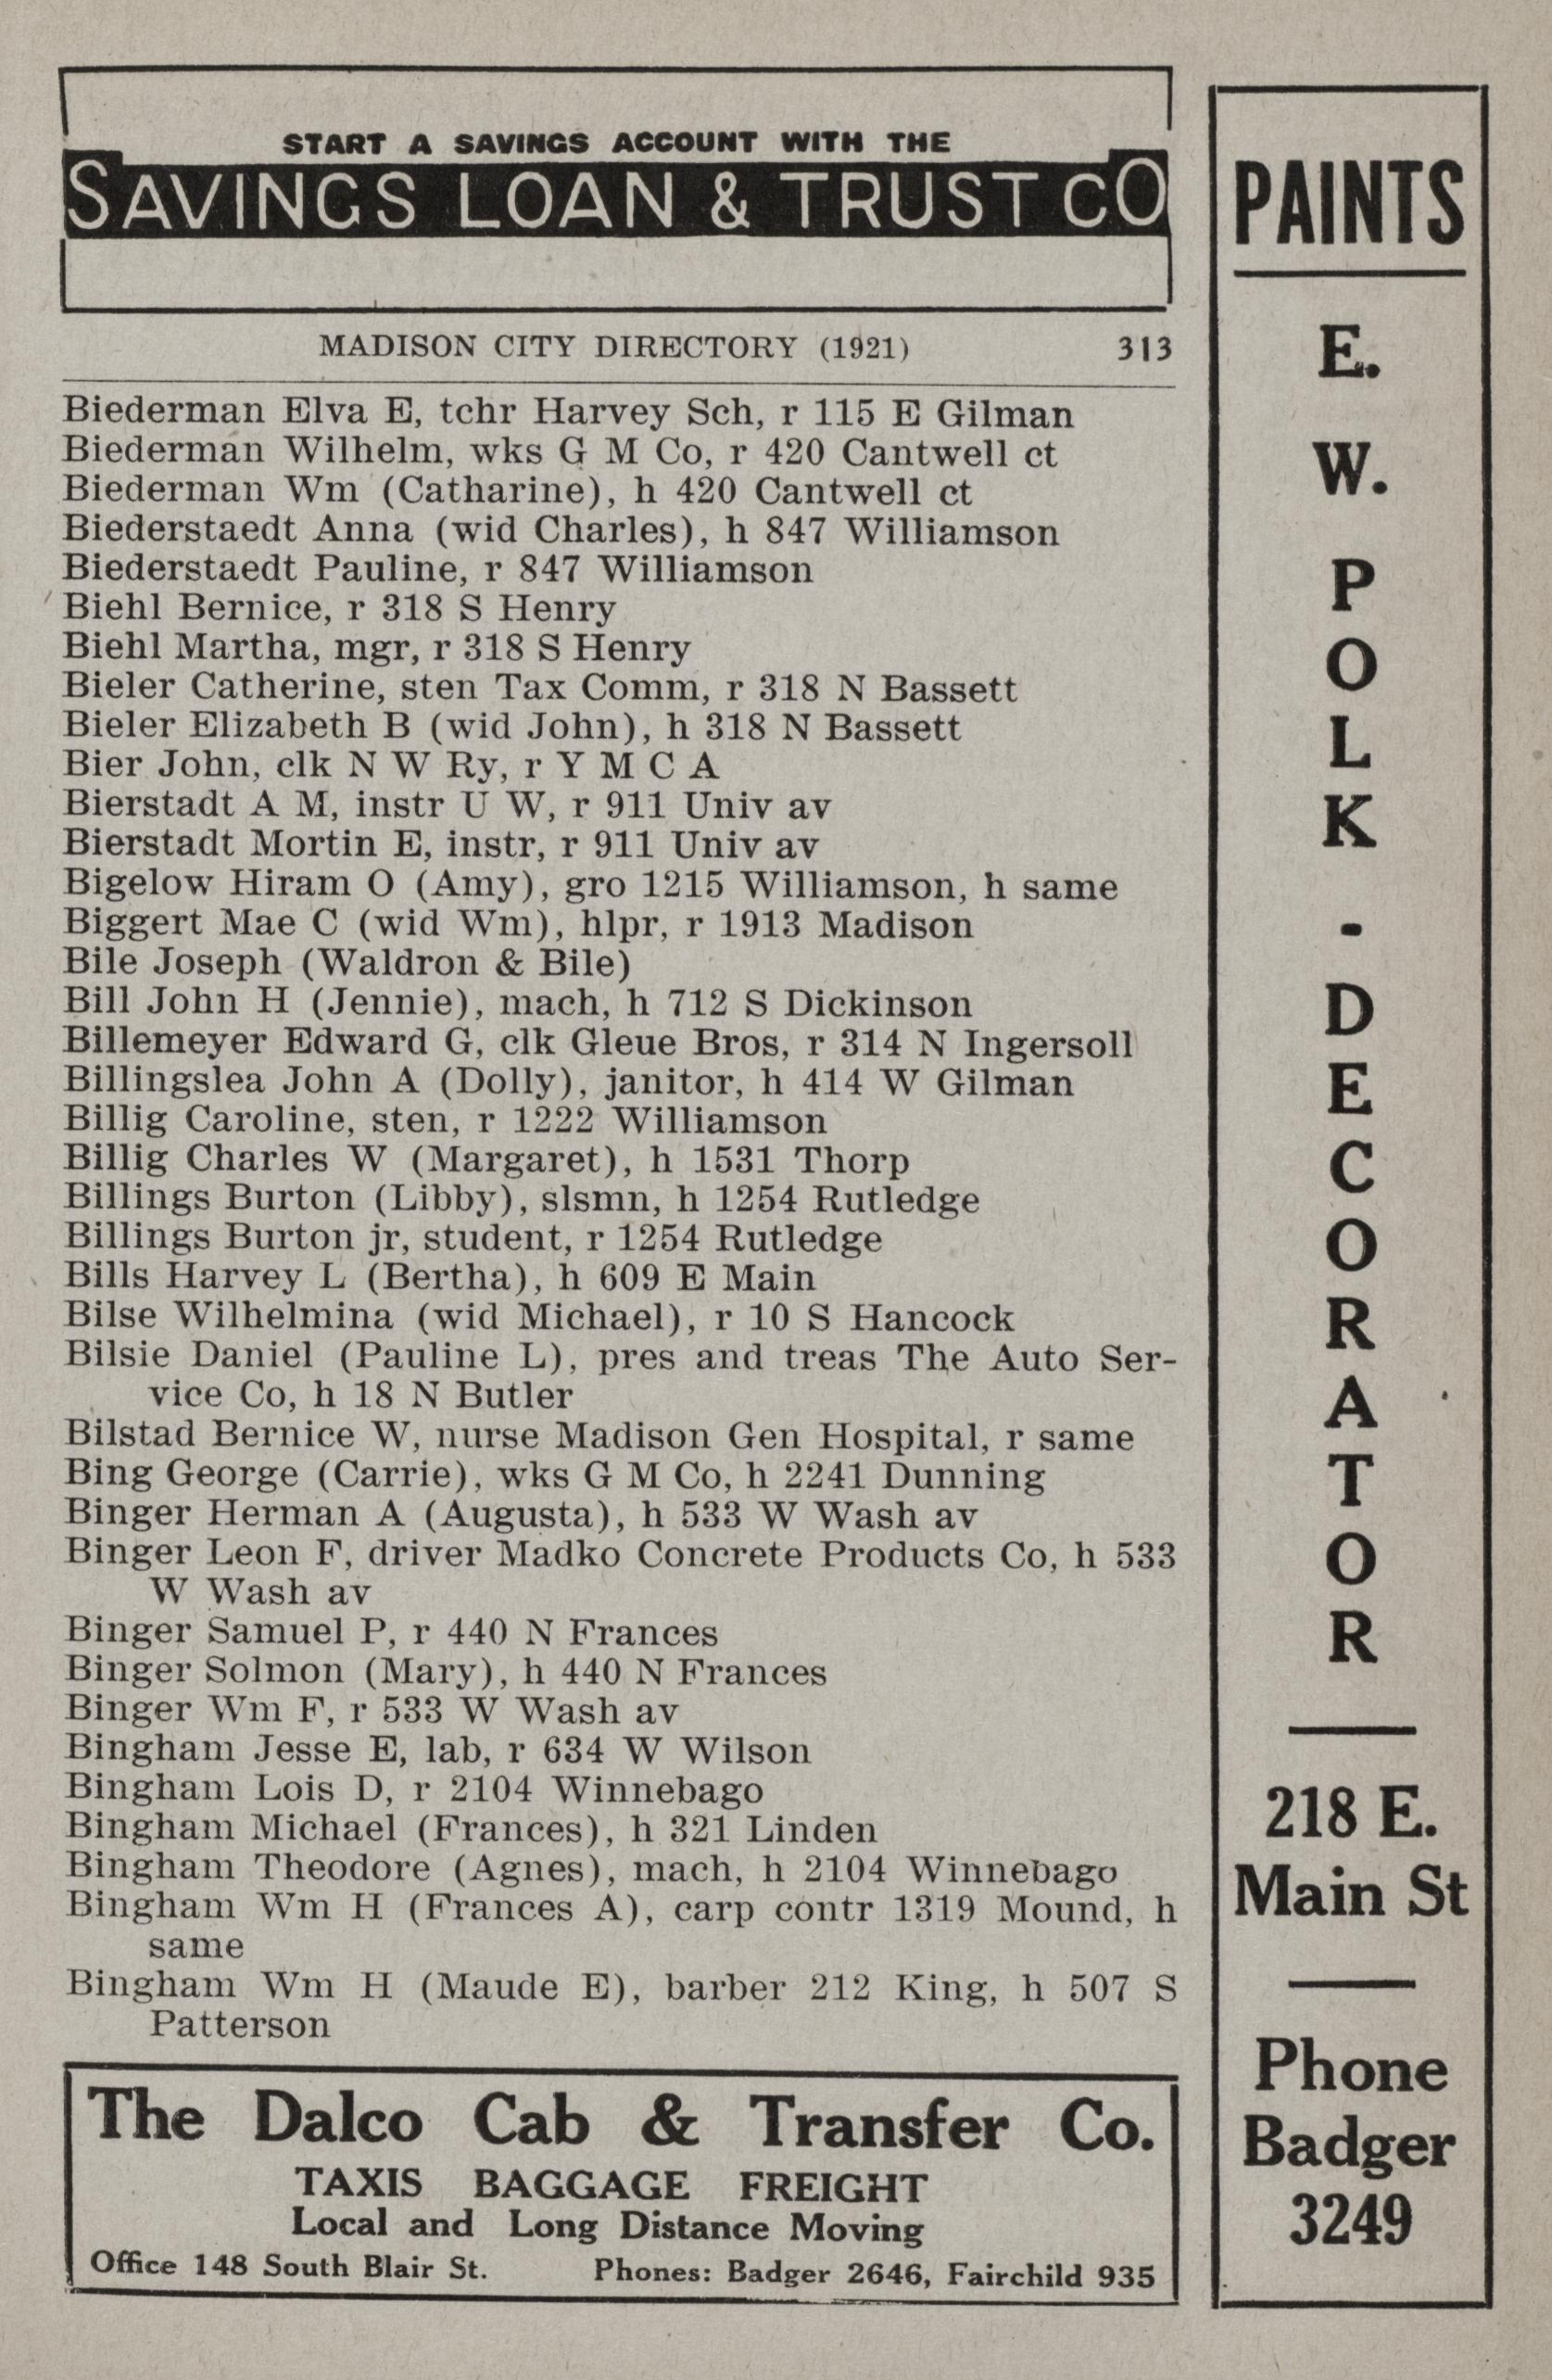 START A SAVINGS ACCOUNT WITH THE
SAVINGS LOAN & TRUST CO
MADISON CITY DIRECTORY (1921) 313
Biederman Elva E, tchr Harvey Sch, r 115 E Gilman
Biederman Wilhelm, wks G M Co, r 420 Cantwell ct
Biederman Wm (Catharine), h 420 Cantwell ct
Biederstaedt Anna (wid Charles), h 847 Williamson
Biederstaedt Pauline, r 847 Williamson
Biehl Bernice, r 318 S Henry
Biehl Martha, mgr, r 318 S Henry
Bieler Catherine, sten Tax Comm, r 318 N Bassett
Bieler Elizabeth B (wid John), h 318 N Bassett
Bier John, clk N W Ry, r Y M C A
Bierstadt A M, instr U W, r 911 Univ av
Bierstadt Mortin E, instr, r 911 Univ av
Bigelow Hiram O (Amy), gro 1215 Williamson, h same
Biggert Mae C (wid Wm), hlpr, r 1913 Madison
Bile Joseph (Waldron & Bile)
Bill John H (Jennie), mach, h 712 S Dickinson
Billemeyer Edward G, clk Gleue Bros, r 314 N Ingersoll
Billingslea John A (Dolly), janitor, h 414 W Gilman
Billig Caroline, sten, r 1222 Williamson
Billig Charles W (Margaret), h 1531 Thorp
Billings Burton (Libby), slsmn, h 1254 Rutledge
Billings Burton jr, student, r 1254 Rutledge
Bills Harvey L (Bertha), h 609 E Main
Bilse Wilhelmina (wid Michael), r 10 S Hancock
Bilsie Daniel (Pauline L), pres and treas The Auto Ser-
vice Co, h 18 N Butler
Bilstad Bernice W, nurse Madison Gen Hospital, r same
Bing George (Carrie), wks G M Co, h 2241 Dunning
Binger Herman A (Augusta), h 533 W Wash av
Binger Leon F, driver Madko Concrete Products Co, h 533
W Wash av
Binger Samuel P, r 440 N Frances
Binger Solmon (Mary), h 440 N Frances
Binger Wm F, r 533 W Wash av
Bingham Jesse E, lab, r 634 W Wilson
Bingham Lois D, r 2104 Winnebago
Bingham Michael (Frances), h 321 Linden
Bingham Theodore (Agnes), mach, h 2104 Winnebago
Bingham Wm H (Frances A), carp contr 1319 Mound, h
same
Bingham Wm H (Maude E), barber 212 King, h 507 S
Patterson
The Dalco Cab & Transfer Co.
TAXIS BAGGAGE FREIGHT
Local and Long Distance Moving
Office 148 South Blair St. Phones: Badger 2646, Fairchild 935
PAINTS
E.
W.
P
O
L
K
-
D
E
C
O
R
A
T
O
R
218 E.
Main St
Phone
Badger
3249